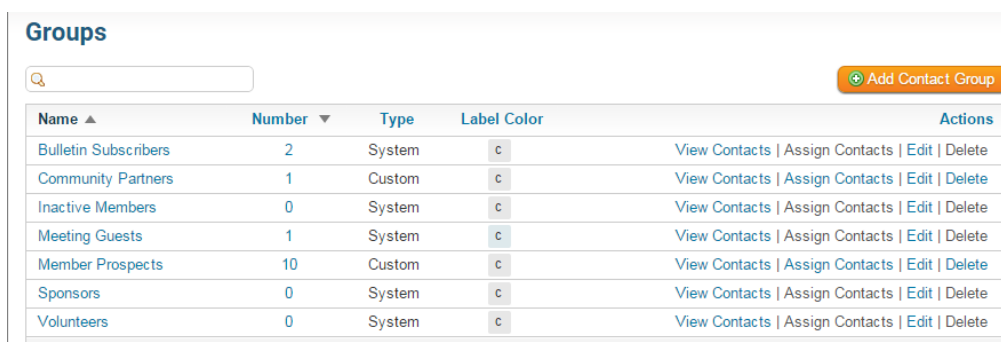 Groups
Add Contact Group
Name Number Type Label Color Actions
Bulletin Subscribers 2 System c View Contacts | Assign Contacts | Edit | Delete
Community Partners 1 Custom c View Contacts | Assign Contacts | Edit | Delete
Inactive Members 0 System c View Contacts | Assign Contacts | Edit | Delete
Meeting Guests 1 System c View Contacts | Assign Contacts | Edit | Delete
Member Prospects 10 Custom c View Contacts | Assign Contacts | Edit | Delete
Sponsors 0 System c View Contacts | Assign Contacts | Edit | Delete
Volunteers 0 System c View Contacts | Assign Contacts | Edit | Delete